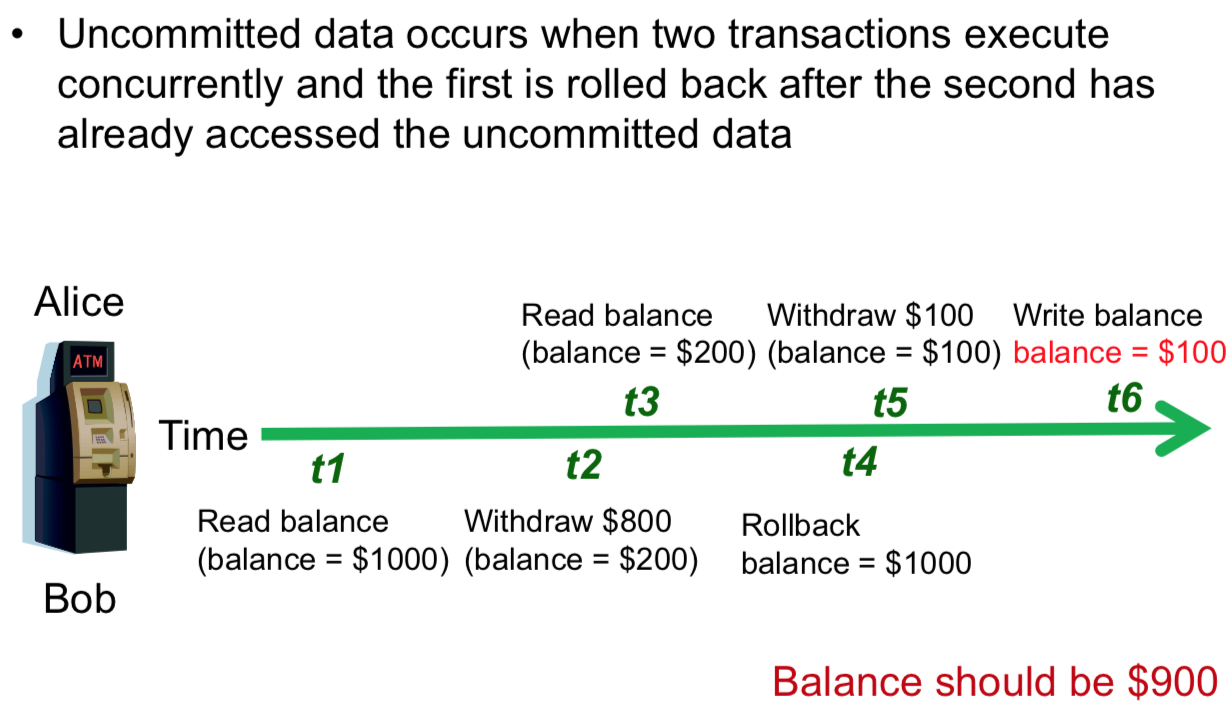 • Uncommitted data occurs when two transactions execute
concurrently and the first is rolled back after the second has
already accessed the uncommitted data
Alice
Read balance
(balance = $200)
Withdraw $100
(balance = $100)
Write balance
balance = $100
ATM
t3
t5
t6
Time
t1
t2
t4
Read balance
(balance = $1000)
Withdraw $800
(balance = $200)
Rollback
balance = $1000
Bob
Balance should be $900